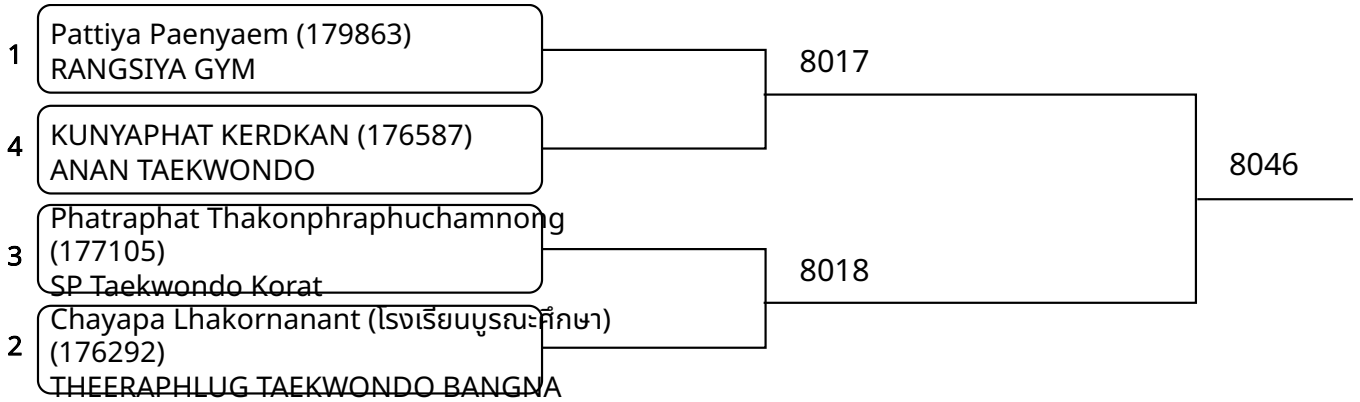 1
Pattiya Paenyaem (179863)
RANGSIYA GYM
4
KUNYAPHAT KERDKAN (176587)
ANAN TAEKWONDO
3
Phatraphat Thakonphraphuchamnong
(177105)
SP Taekwondo Korat
2
Chayapa Lhakornanant (โรงเรียนบูรณะศึกษา)
(176292)
THEERAPHLUG TAEKWONDO BANGNA
8017
8018
8046